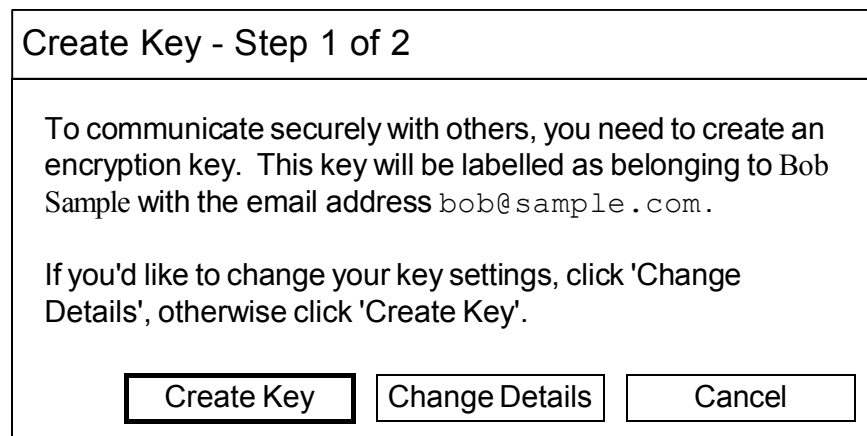 Create Key - Step 1 of 2
To communicate securely with others, you need to create an
encryption key.  This key will be labelled as belonging to Bob
Sample with the email address bob@sample.com.
If you'd like to change your key settings, click 'Change
Details', otherwise click 'Create Key'.
Create Key Change Details Cancel